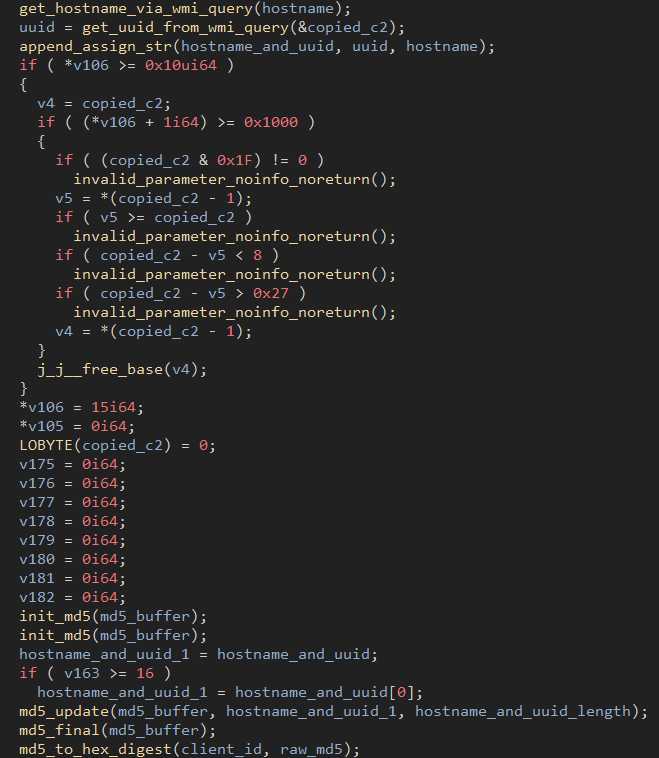 get_hostname_via_wmi_query(hostname);
uuid = get_uuid_from_wmi_query(&copied_c2);
append_assign_str(hostname_and_uuid, uuid, hostname);
if ( *v106 >= 0x10ui64 )
{
  v4 = copied_c2;
  if ( (*v106 + 1i64) >= 0x1000 )
  {
    if ( (copied_c2 & 0x1F) != 0 )
      invalid_parameter_noinfo_noreturn();
    v5 = *(copied_c2 - 1);
    if ( v5 >= copied_c2 )
      invalid_parameter_noinfo_noreturn();
    if ( copied_c2 - v5 < 8 )
      invalid_parameter_noinfo_noreturn();
    if ( copied_c2 - v5 > 0x27 )
      invalid_parameter_noinfo_noreturn();
    v4 = *(copied_c2 - 1);
  }
  j_j__free_base(v4);
}
*v106 = 15i64;
*v105 = 0i64;
LOBYTE(copied_c2) = 0;
v175 = 0i64;
v176 = 0i64;
v177 = 0i64;
v178 = 0i64;
v179 = 0i64;
v180 = 0i64;
v181 = 0i64;
v182 = 0i64;
init_md5(md5_buffer);
init_md5(md5_buffer);
hostname_and_uuid_1 = hostname_and_uuid;
if ( v163 >= 16 )
  hostname_and_uuid_1 = hostname_and_uuid[0];
md5_update(md5_buffer, hostname_and_uuid_1, hostname_and_uuid_length);
md5_final(md5_buffer);
md5_to_hex_digest(client_id, raw_md5);